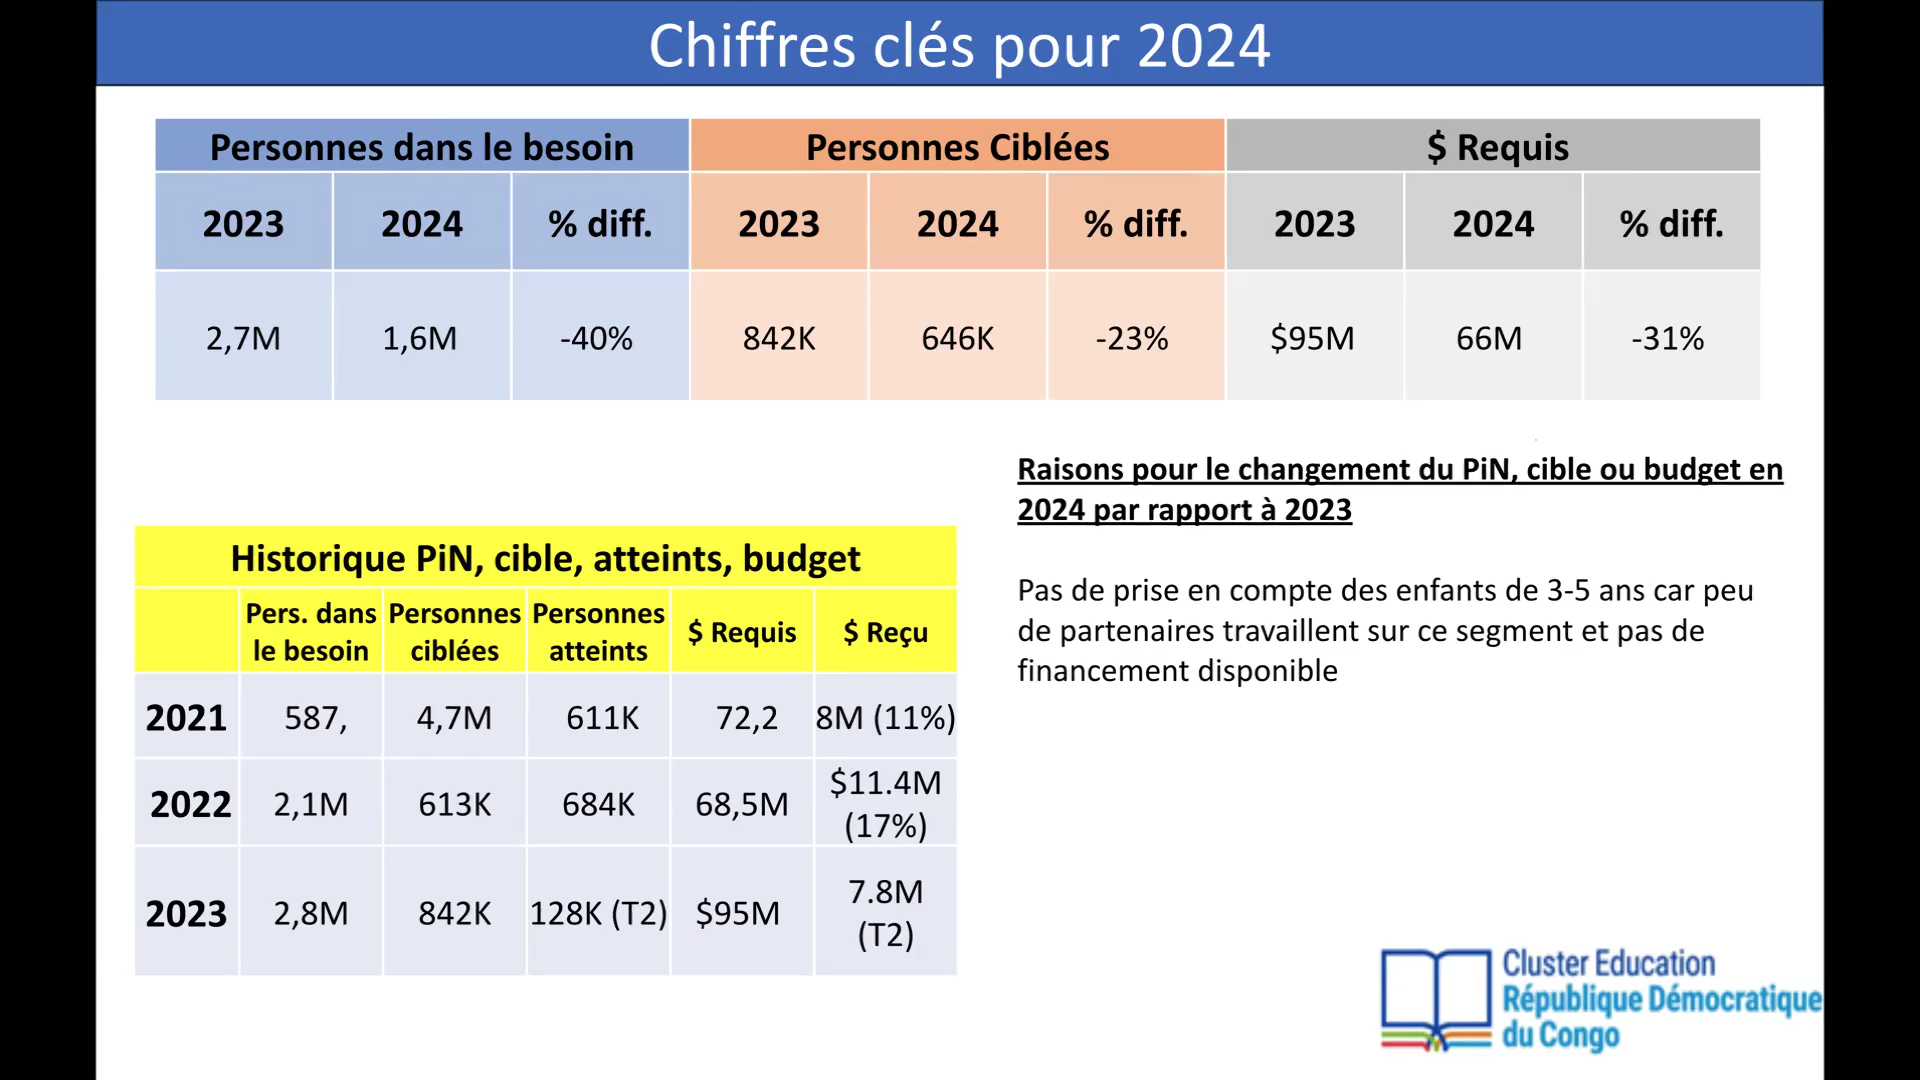 Chiffres clés pour 2024
Personnes dans le besoin Personnes Ciblées $ Requis
2023 2024 % diff. 2023 2024 % diff. 2023 2024 % diff.
2,7M 1,6M -40% 842K 646K -23% $95M 66M -31%
Raisons pour le changement du PiN, cible ou budget en
2024 par rapport à 2023
Pas de prise en compte des enfants de 3-5 ans car peu
de partenaires travaillent sur ce segment et pas de
financement disponible
Historique PiN, cible, atteints, budget
Pers. dans le besoin Personnes ciblées Personnes atteints $ Requis $ Reçu
2021 587, 4,7M 611K 72,2 8M (11%)
2022 2,1M 613K 684K 68,5M $11.4M (17%)
2023 2,8M 842K 128K (T2) $95M 7.8M (T2)
Cluster Education
République Démocratique
du Congo